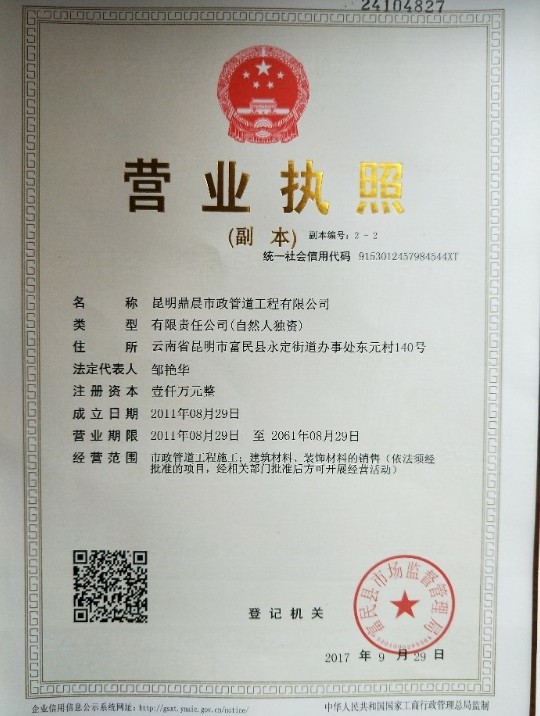 24104827
营业执照
(副 本) 副本编号：2-2
统一社会信用代码 9153012457984544XT
名 称 昆明鼎晨市政管道工程有限公司
类 型 有限责任公司(自然人独资)
住 所 云南省昆明市富民县永定街道办事处东元村140号
法定代表人 邹艳华
注册资本 壹仟万元整
成立日期 2011年08月29日
营业期限 2011年08月29日 至 2061年08月29日
经营范围 市政管道工程施工；建筑材料、装饰材料的销售（依法须经
批准的项目，经相关部门批准后方可开展经营活动）
富民县市场监督管理局
登记机关
2017 年 9 月 29 日
企业信用信息公示系统网址：http://gsxt.ynaic.gov.cn/notice/
中华人民共和国国家工商行政管理总局监制